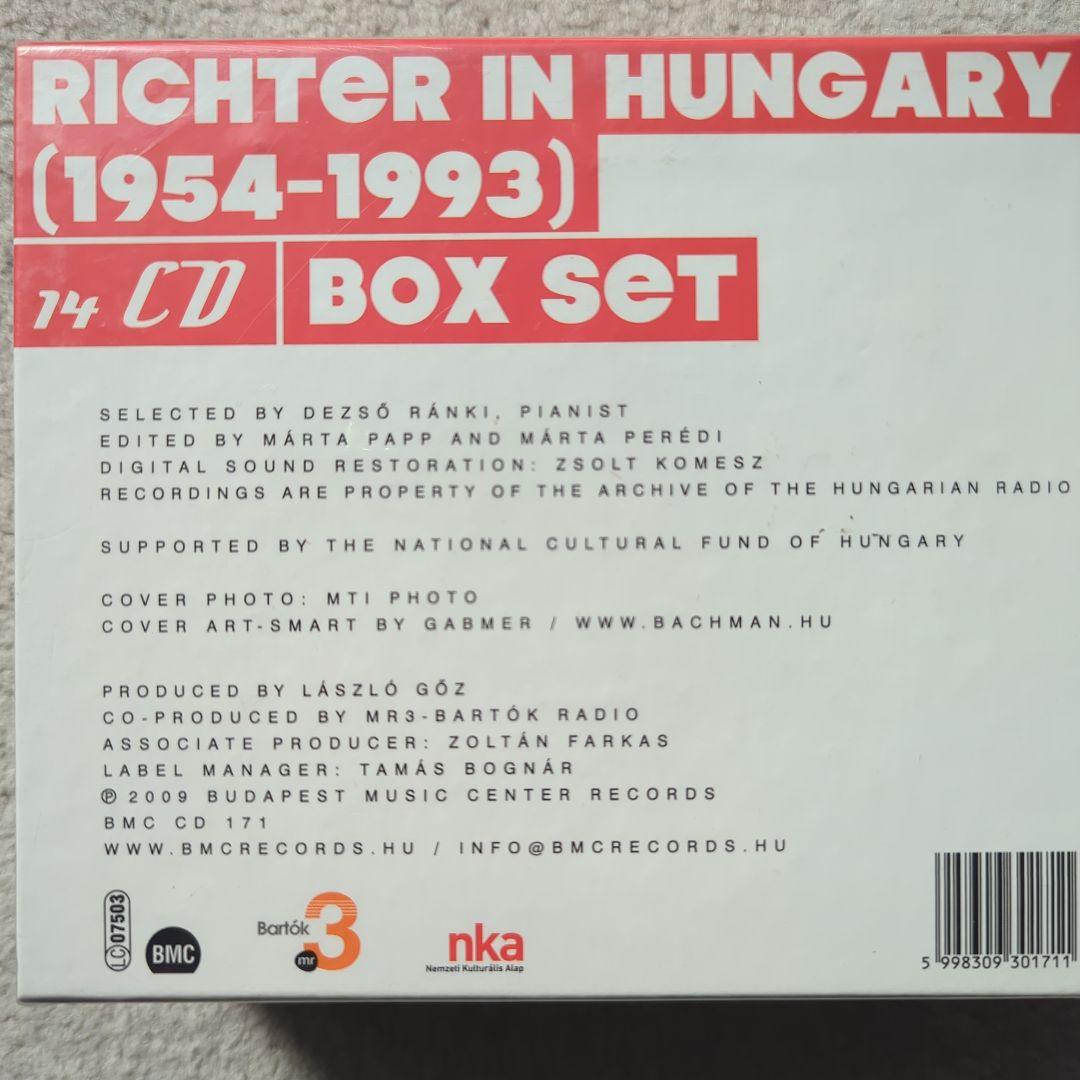 RICHTER IN HUNGARY
(1954-1993)
14 CD BOX SET
SELECTED BY DEZSŐ RÁNKI, PIANIST
EDITED BY MÁRTA PAPP AND MÁRTA PERÉDI
DIGITAL SOUND RESTORATION: ZSOLT KOMESZ
RECORDINGS ARE PROPERTY OF THE ARCHIVE OF THE HUNGARIAN RADIO
SUPPORTED BY THE NATIONAL CULTURAL FUND OF HUNGARY
COVER PHOTO: MTI PHOTO
COVER ART-SMART BY GABMER / WWW.BACHMAN.HU
PRODUCED BY LÁSZLÓ GŐZ
CO-PRODUCED BY MR3-BARTÓK RADIO
ASSOCIATE PRODUCER: ZOLTÁN FARKAS
LABEL MANAGER: TAMÁS BOGNÁR
℗ 2009 BUDAPEST MUSIC CENTER RECORDS
BMC CD 171
WWW.BMCRECORDS.HU / INFO@BMCRECORDS.HU
LC 07503
BMC
Bartók 3
mr
nka
Nemzeti Kulturális Alap
5 998309 301711